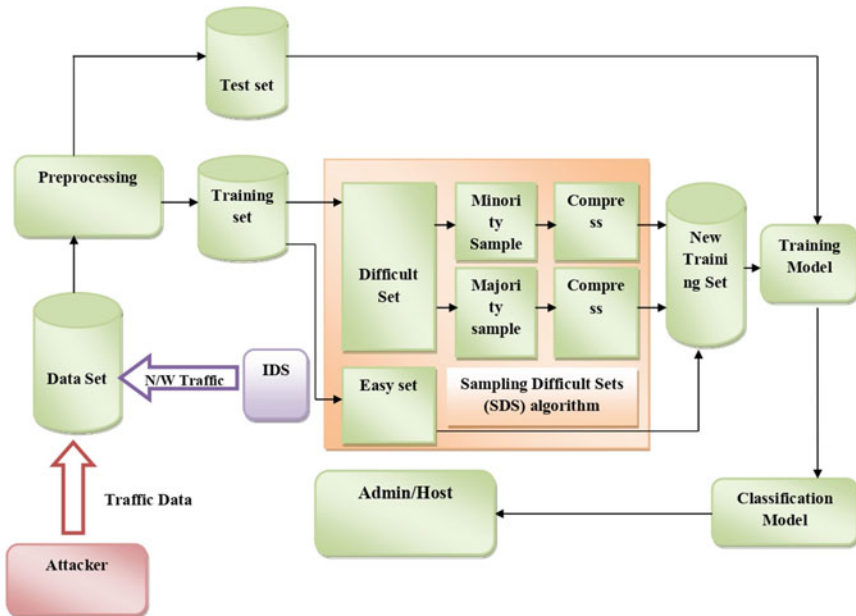 Test set
Preprocessing
Training
set
Minori
ty
Sample
Compre
ss
New
Traini
ng Set
Training
Model
Difficult
Set
Majori
ty
sample
Compre
ss
Data Set
N/W Traffic
IDS
Easy set
Sampling Difficult Sets
(SDS) algorithm
Traffic Data
Admin/Host
Classification
Model
Attacker